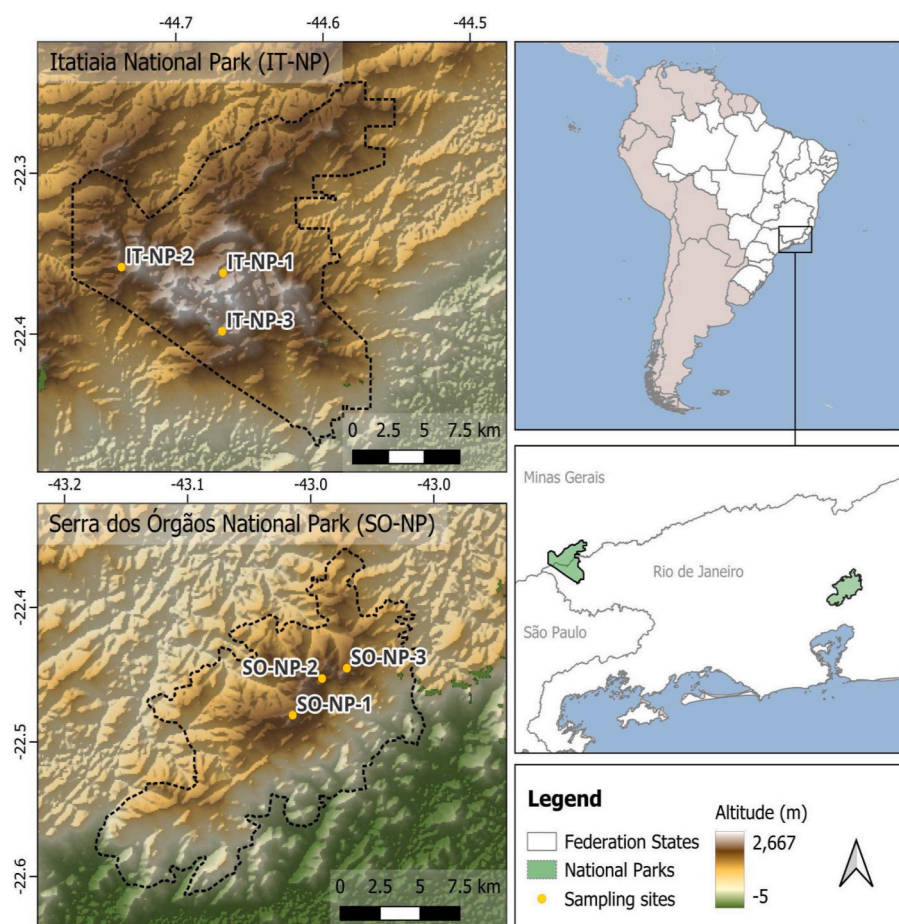 -44.7 -44.6 -44.5
Itatiaia National Park (IT-NP)
-22.3
-22.4
IT-NP-2
IT-NP-1
IT-NP-3
0 2.5 5 7.5 km
-43.2 -43.1 -43.0 -43.0
Serra dos Órgãos National Park (SO-NP)
-22.4
-22.5
-22.6
SO-NP-3
SO-NP-2
SO-NP-1
0 2.5 5 7.5 km
Minas Gerais
Rio de Janeiro
São Paulo
Legend
Federation States
National Parks
Sampling sites
Altitude (m)
2,667
-5